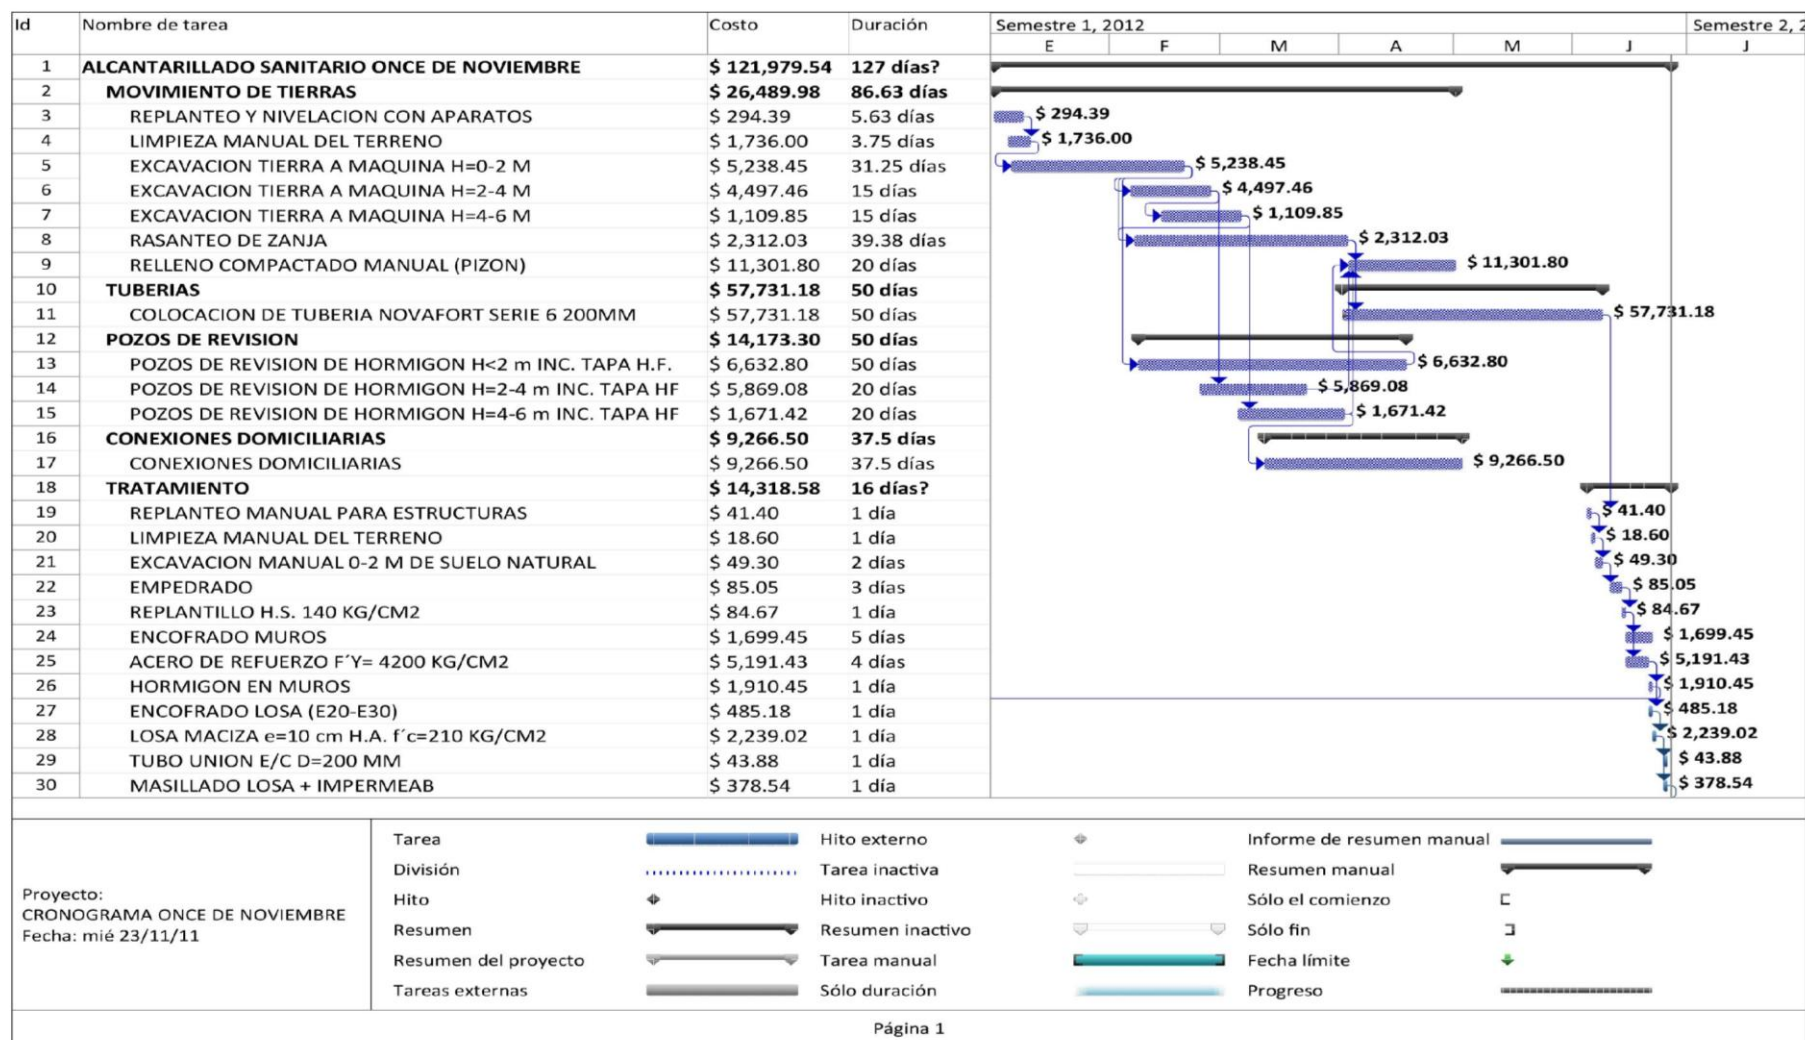 Id Nombre de tarea Costo Duración Semestre 1, 2012 Semestre 2, 2
E F M A M J J
1 ALCANTARILLADO SANITARIO ONCE DE NOVIEMBRE $ 121,979.54 127 días?
2 MOVIMIENTO DE TIERRAS $ 26,489.98 86.63 días
3 REPLANTEO Y NIVELACION CON APARATOS $ 294.39 5.63 días $ 294.39
4 LIMPIEZA MANUAL DEL TERRENO $ 1,736.00 3.75 días $ 1,736.00
5 EXCAVACION TIERRA A MAQUINA H=0-2 M $ 5,238.45 31.25 días $ 5,238.45
6 EXCAVACION TIERRA A MAQUINA H=2-4 M $ 4,497.46 15 días $ 4,497.46
7 EXCAVACION TIERRA A MAQUINA H=4-6 M $ 1,109.85 15 días $ 1,109.85
8 RASANTEO DE ZANJA $ 2,312.03 39.38 días $ 2,312.03
9 RELLENO COMPACTADO MANUAL (PIZON) $ 11,301.80 20 días $ 11,301.80
10 TUBERIAS $ 57,731.18 50 días
11 COLOCACION DE TUBERIA NOVAFORT SERIE 6 200MM $ 57,731.18 50 días $ 57,731.18
12 POZOS DE REVISION $ 14,173.30 50 días
13 POZOS DE REVISION DE HORMIGON H<2 m INC. TAPA H.F. $ 6,632.80 50 días $ 6,632.80
14 POZOS DE REVISION DE HORMIGON H=2-4 m INC. TAPA HF $ 5,869.08 20 días $ 5,869.08
15 POZOS DE REVISION DE HORMIGON H=4-6 m INC. TAPA HF $ 1,671.42 20 días $ 1,671.42
16 CONEXIONES DOMICILIARIAS $ 9,266.50 37.5 días
17 CONEXIONES DOMICILIARIAS $ 9,266.50 37.5 días $ 9,266.50
18 TRATAMIENTO $ 14,318.58 16 días?
19 REPLANTEO MANUAL PARA ESTRUCTURAS $ 41.40 1 día $ 41.40
20 LIMPIEZA MANUAL DEL TERRENO $ 18.60 1 día $ 18.60
21 EXCAVACION MANUAL 0-2 M DE SUELO NATURAL $ 49.30 2 días $ 49.30
22 EMPEDRADO $ 85.05 3 días $ 85.05
23 REPLANTILLO H.S. 140 KG/CM2 $ 84.67 1 día $ 84.67
24 ENCOFRADO MUROS $ 1,699.45 5 días $ 1,699.45
25 ACERO DE REFUERZO F´Y= 4200 KG/CM2 $ 5,191.43 4 días $ 5,191.43
26 HORMIGON EN MUROS $ 1,910.45 1 día $ 1,910.45
27 ENCOFRADO LOSA (E20-E30) $ 485.18 1 día $ 485.18
28 LOSA MACIZA e=10 cm H.A. f´c=210 KG/CM2 $ 2,239.02 1 día $ 2,239.02
29 TUBO UNION E/C D=200 MM $ 43.88 1 día $ 43.88
30 MASILLADO LOSA + IMPERMEAB $ 378.54 1 día $ 378.54
Proyecto:
CRONOGRAMA ONCE DE NOVIEMBRE
Fecha: mié 23/11/11
Tarea Hito externo Informe de resumen manual
División Tarea inactiva Resumen manual
Hito Hito inactivo Sólo el comienzo
Resumen Resumen inactivo Sólo fin
Resumen del proyecto Tarea manual Fecha límite
Tareas externas Sólo duración Progreso
Página 1